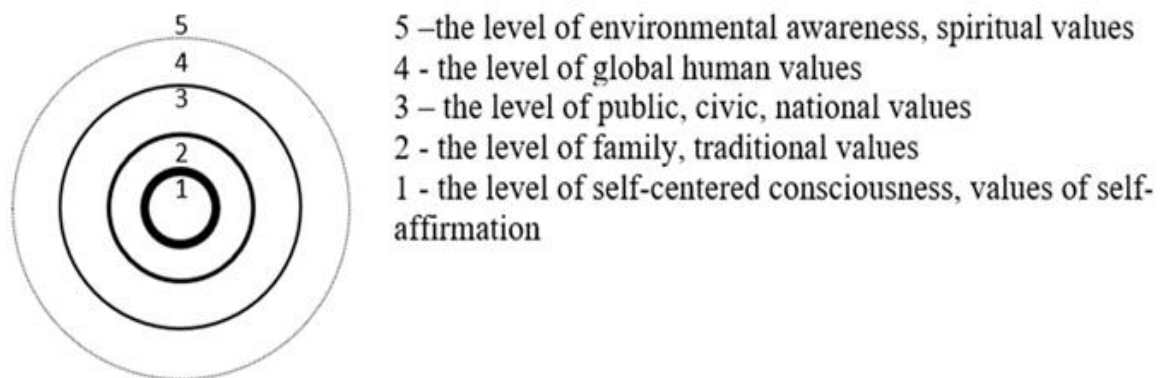 5
4
3
2
1
5 –the level of environmental awareness, spiritual values
4 - the level of global human values
3 – the level of public, civic, national values
2 - the level of family, traditional values
1 - the level of self-centered consciousness, values of self-
affirmation